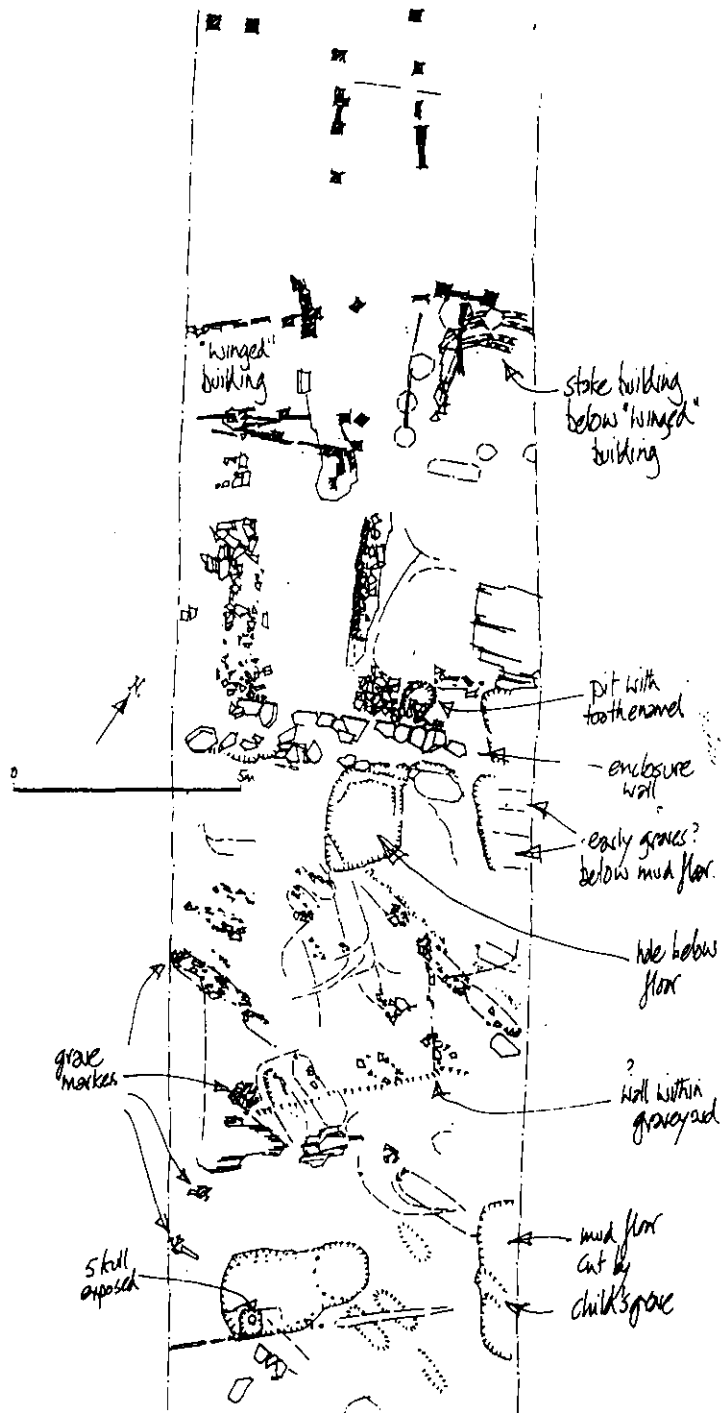 "winged"
building
stake building
below "winged"
building
N
pit with
tooth enamel
enclosure
wall
0
5m
early graves?
below mud floor.
hole below
floor
grave
markers
?
wall within
graveyard
skull
exposed
mud floor
cut by
child's grave